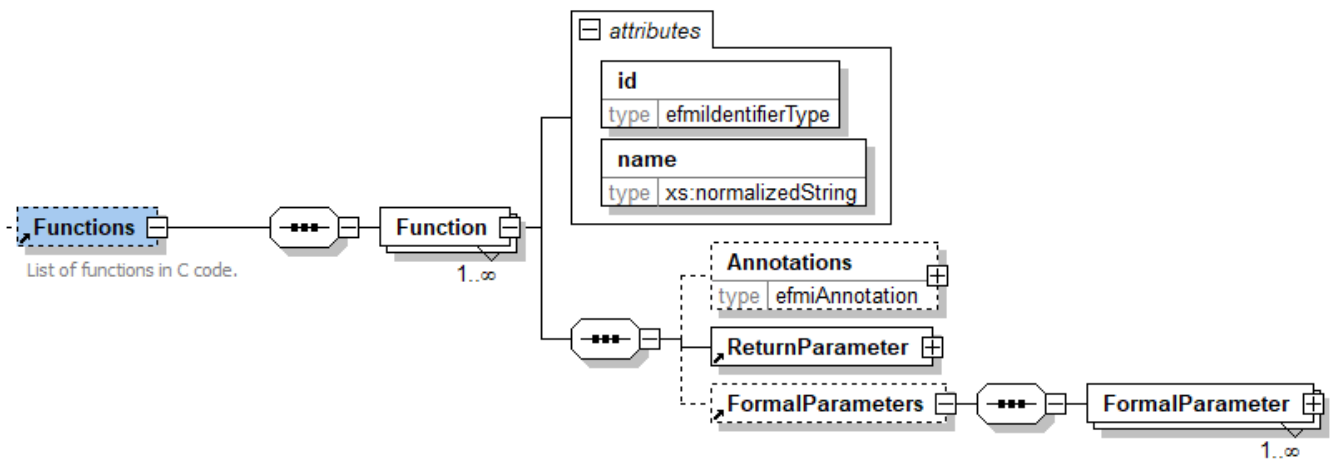 attributes
id
type efmiIdentifierType
name
type xs:normalizedString
Functions
Function
List of functions in C code.
1..∞
Annotations
type efmiAnnotation
ReturnParameter
FormalParameters
FormalParameter
1..∞